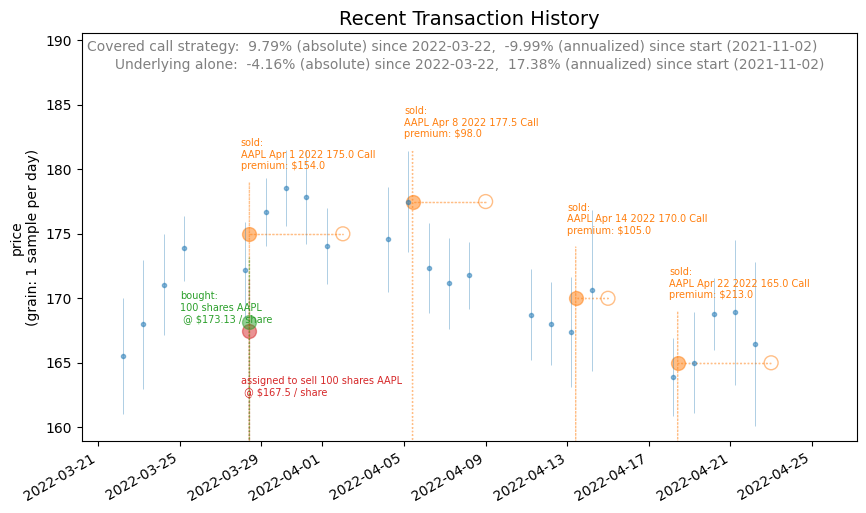 Recent Transaction History
Covered call strategy:  9.79% (absolute) since 2022-03-22,  -9.99% (annualized) since start (2021-11-02)
Underlying alone:  -4.16% (absolute) since 2022-03-22,  17.38% (annualized) since start (2021-11-02)
190
185
180
175
170
165
160
price
(grain: 1 sample per day)
sold:
AAPL Apr 1 2022 175.0 Call
premium: $154.0
sold:
AAPL Apr 8 2022 177.5 Call
premium: $98.0
sold:
AAPL Apr 14 2022 170.0 Call
premium: $105.0
sold:
AAPL Apr 22 2022 165.0 Call
premium: $213.0
bought:
100 shares AAPL
@ $173.13 / share
assigned to sell 100 shares AAPL
@ $167.5 / share
2022-03-21
2022-03-25
2022-03-29
2022-04-01
2022-04-05
2022-04-09
2022-04-13
2022-04-17
2022-04-21
2022-04-25